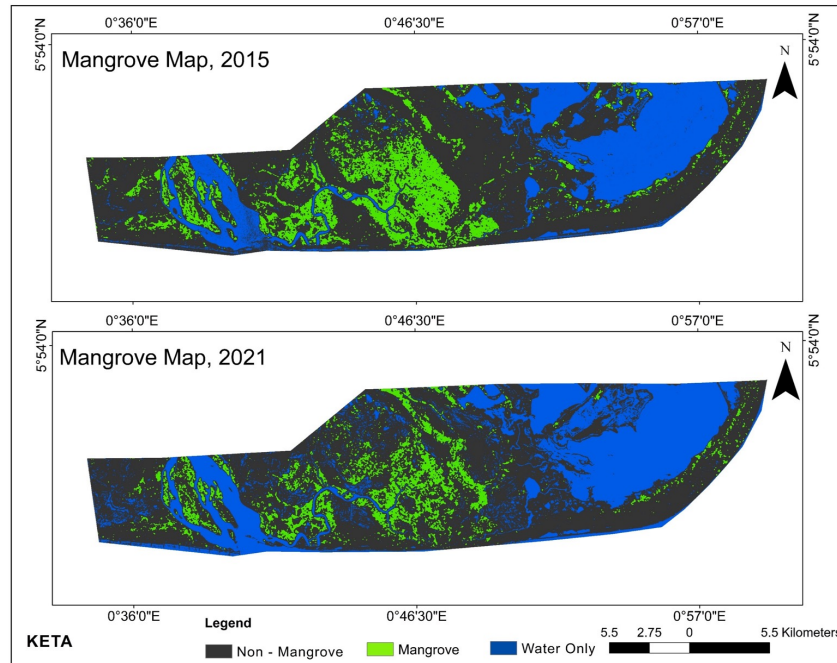 0°36'0"E 0°46'30"E 0°57'0"E
5°54'0"N 5°54'0"N
Mangrove Map, 2015
N
0°36'0"E 0°46'30"E 0°57'0"E
5°54'0"N 5°54'0"N
Mangrove Map, 2021
N
0°36'0"E 0°46'30"E 0°57'0"E
Legend
KETA Non - Mangrove Mangrove Water Only 5.5 2.75 0 5.5 Kilometers